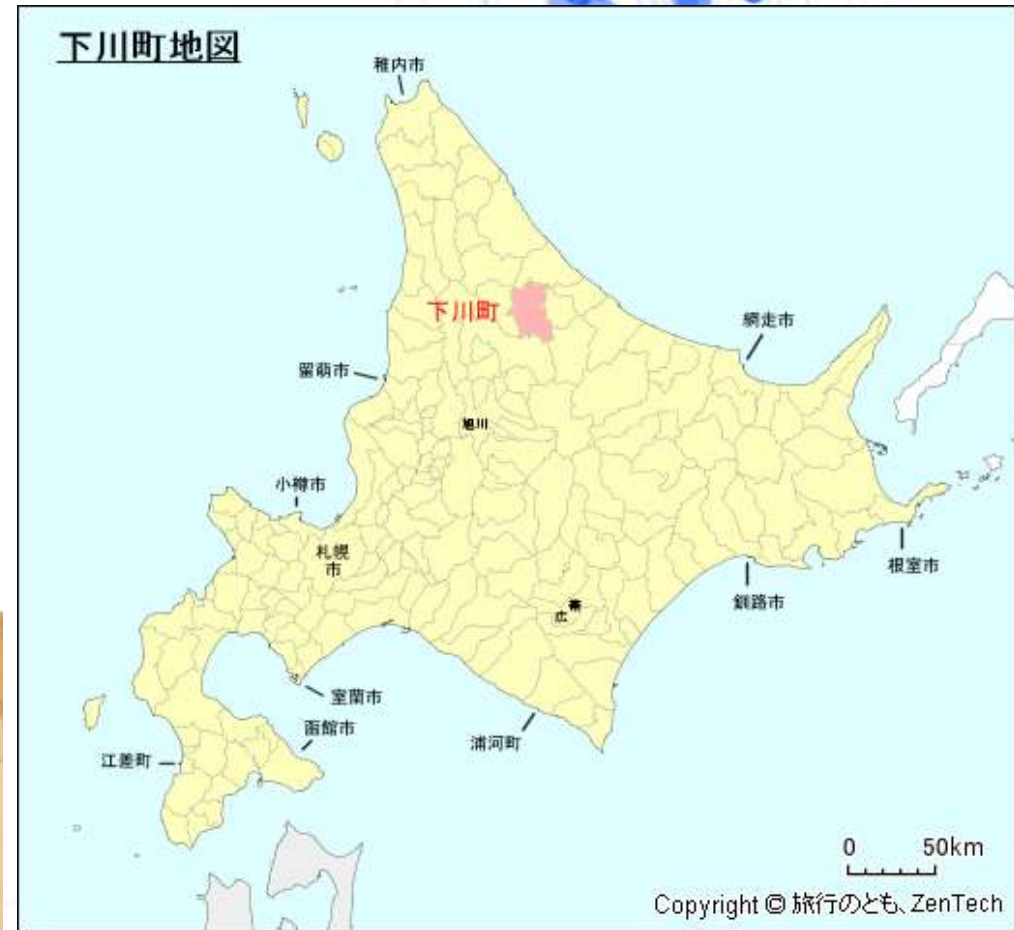 下川町地図
稚内市
下川町
網走市
留萌市
旭川
小樽市
札幌
市
根室市
釧路市
帯
広
室蘭市
函館市
浦河町
江差町
0 50km
Copyright © 旅行のとも、ZenTech